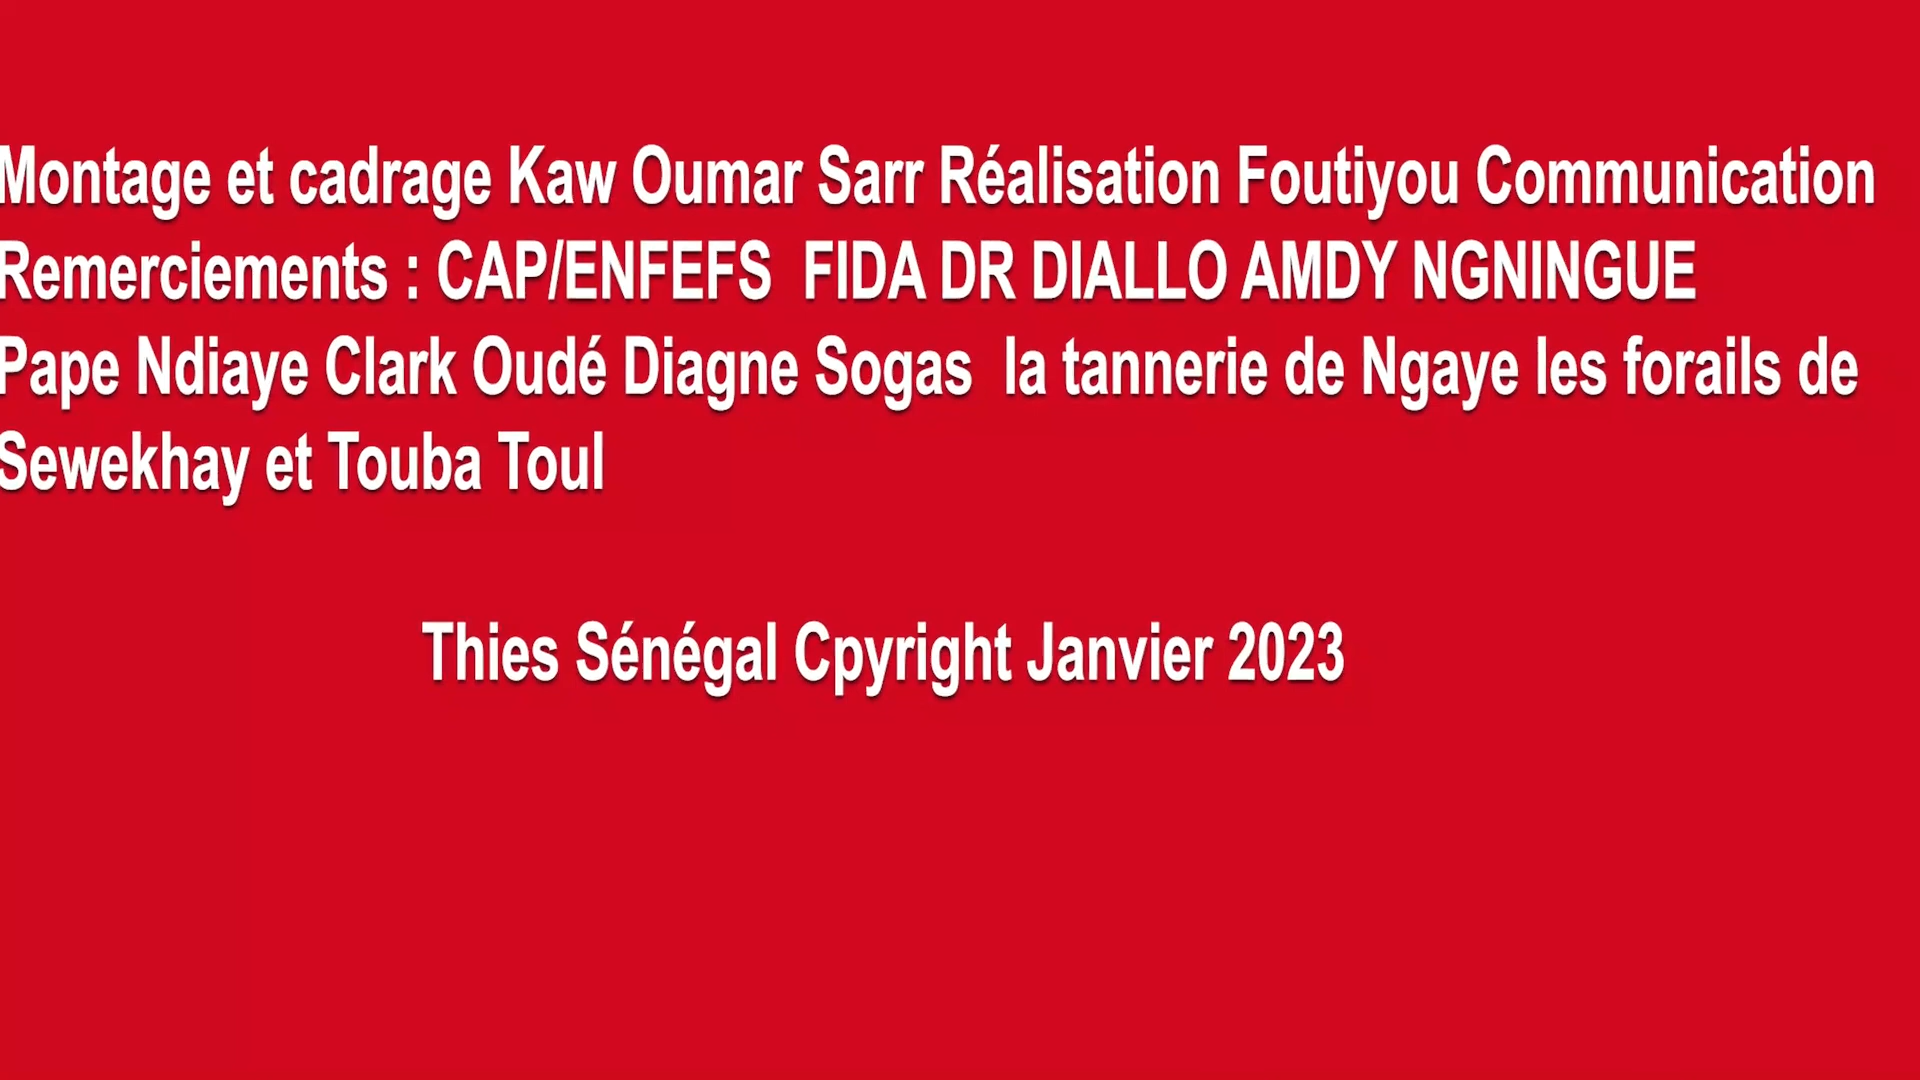 Montage et cadrage Kaw Oumar Sarr Réalisation Foutiyou Communication
Remerciements : CAP/ENFEFS  FIDA DR DIALLO AMDY NGNINGUE
Pape Ndiaye Clark Oudé Diagne Sogas  la tannerie de Ngaye les forails de
Sewekhay et Touba Toul
Thies Sénégal Cpyright Janvier 2023